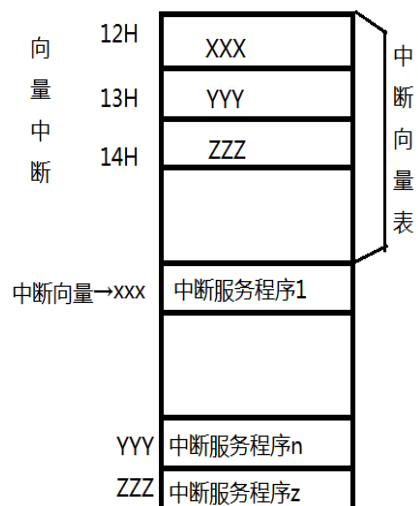 向量中断
12H
XXX
13H
YYY
14H
ZZZ
中断向量表
中断向量→xxx
中断服务程序1
YYY
中断服务程序n
ZZZ
中断服务程序z